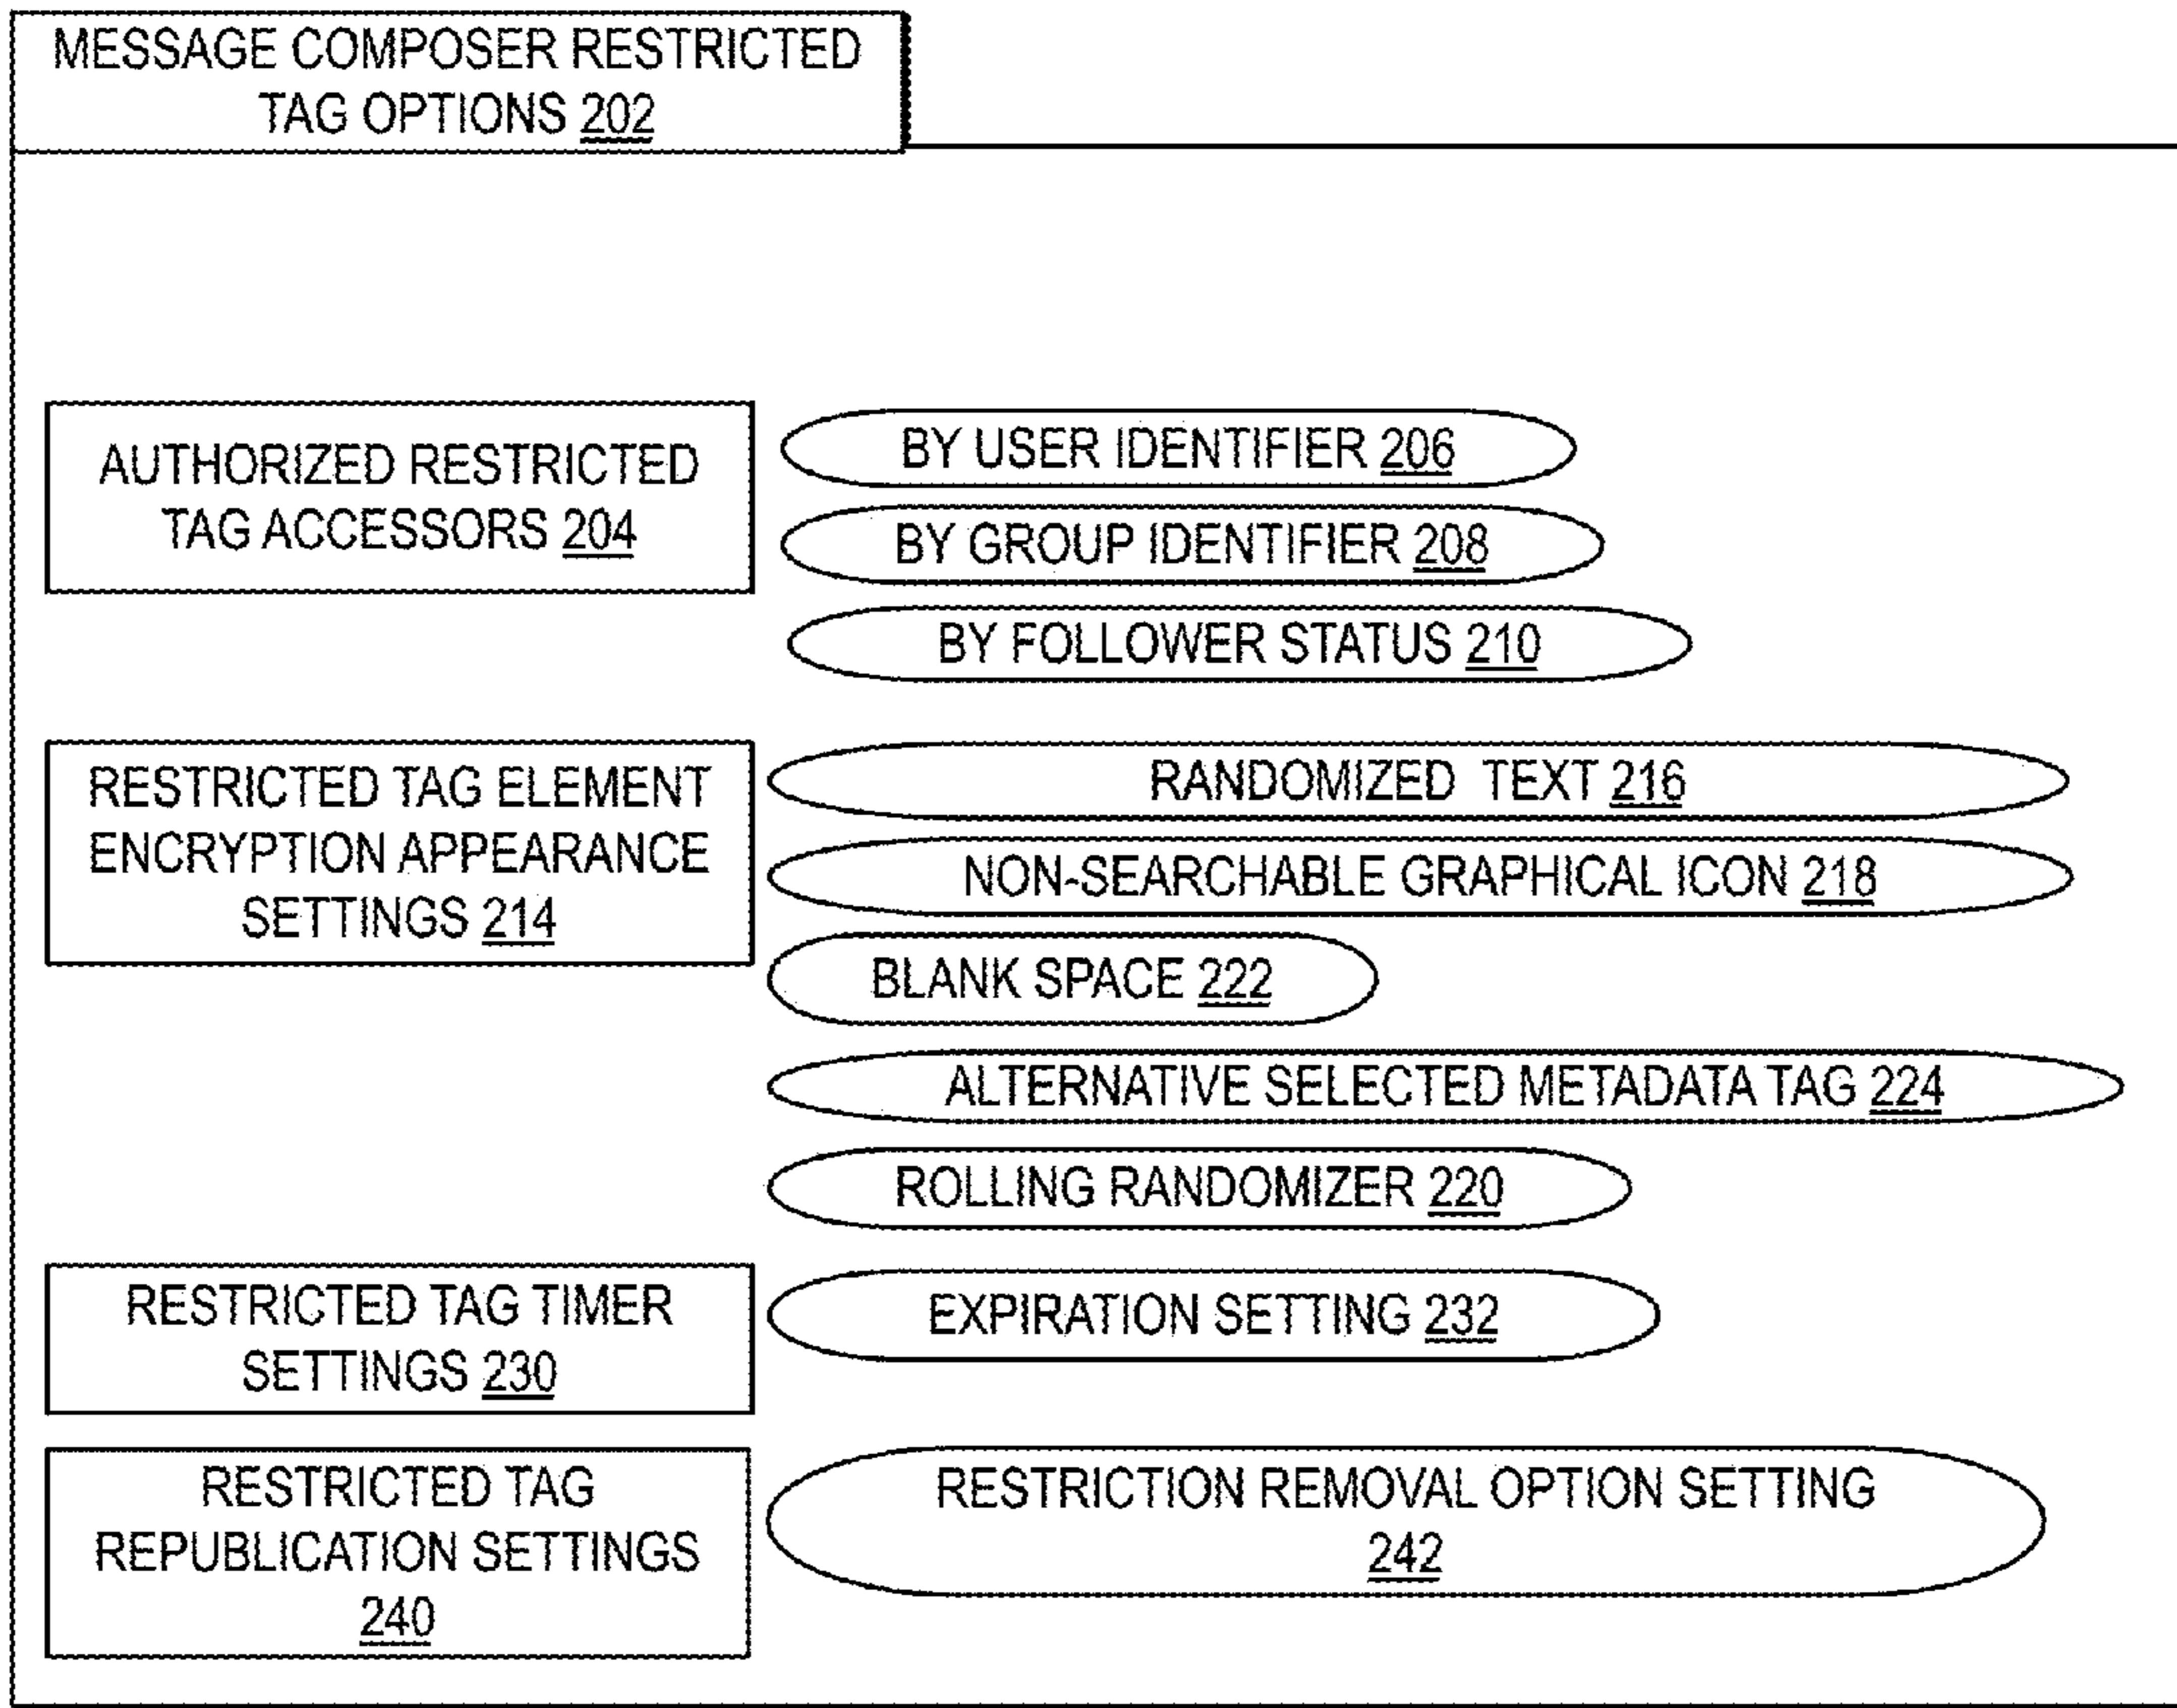 MESSAGE COMPOSER RESTRICTED
TAG OPTIONS 202
AUTHORIZED RESTRICTED
TAG ACCESSORS 204
BY USER IDENTIFIER 206
BY GROUP IDENTIFIER 208
BY FOLLOWER STATUS 210
RESTRICTED TAG ELEMENT
ENCRYPTION APPEARANCE
SETTINGS 214
RANDOMIZED TEXT 216
NON-SEARCHABLE GRAPHICAL ICON 218
BLANK SPACE 222
ALTERNATIVE SELECTED METADATA TAG 224
ROLLING RANDOMIZER 220
RESTRICTED TAG TIMER
SETTINGS 230
EXPIRATION SETTING 232
RESTRICTED TAG
REPUBLICATION SETTINGS
240
RESTRICTION REMOVAL OPTION SETTING
242